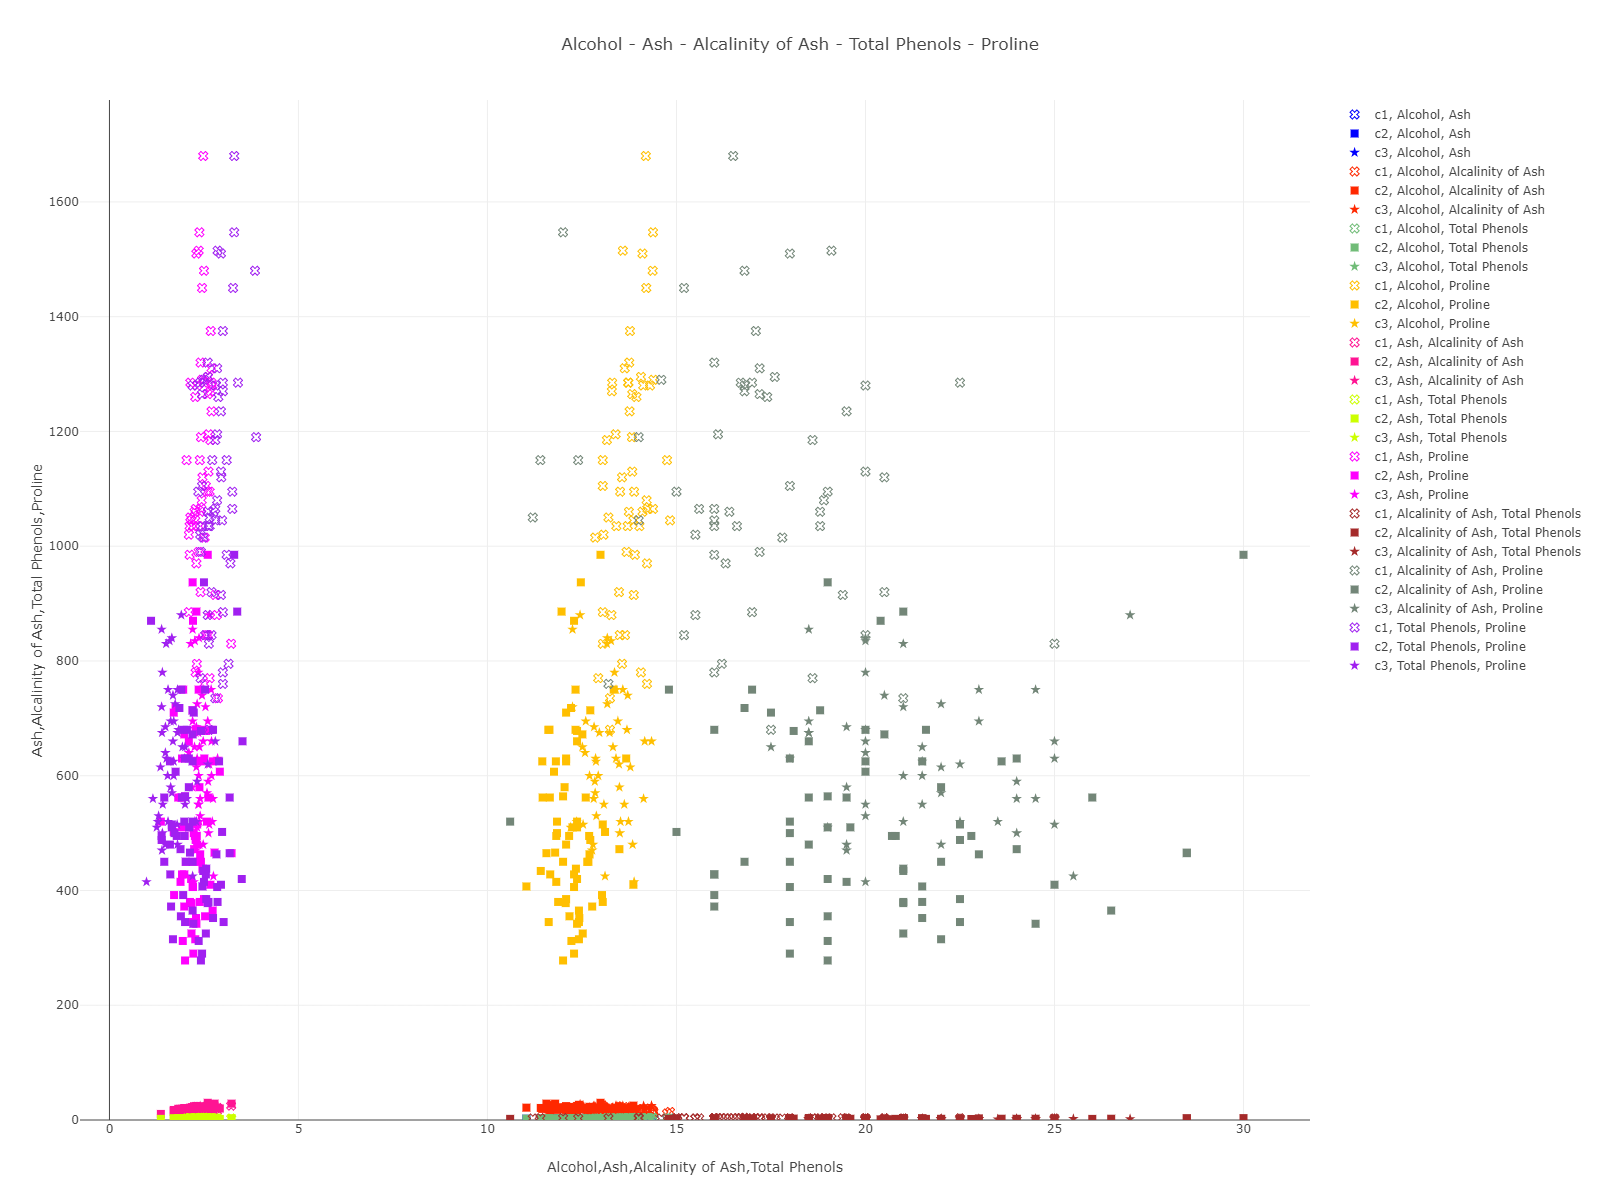 Alcohol - Ash - Alcalinity of Ash - Total Phenols - Proline
Ash,Alcalinity of Ash,Total Phenols,Proline
1600
1400
1200
1000
800
600
400
200
0
0
5
10
15
20
25
30
Alcohol,Ash,Alcalinity of Ash,Total Phenols
c1, Alcohol, Ash
c2, Alcohol, Ash
c3, Alcohol, Ash
c1, Alcohol, Alcalinity of Ash
c2, Alcohol, Alcalinity of Ash
c3, Alcohol, Alcalinity of Ash
c1, Alcohol, Total Phenols
c2, Alcohol, Total Phenols
c3, Alcohol, Total Phenols
c1, Alcohol, Proline
c2, Alcohol, Proline
c3, Alcohol, Proline
c1, Ash, Alcalinity of Ash
c2, Ash, Alcalinity of Ash
c3, Ash, Alcalinity of Ash
c1, Ash, Total Phenols
c2, Ash, Total Phenols
c3, Ash, Total Phenols
c1, Ash, Proline
c2, Ash, Proline
c3, Ash, Proline
c1, Alcalinity of Ash, Total Phenols
c2, Alcalinity of Ash, Total Phenols
c3, Alcalinity of Ash, Total Phenols
c1, Alcalinity of Ash, Proline
c2, Alcalinity of Ash, Proline
c3, Alcalinity of Ash, Proline
c1, Total Phenols, Proline
c2, Total Phenols, Proline
c3, Total Phenols, Proline